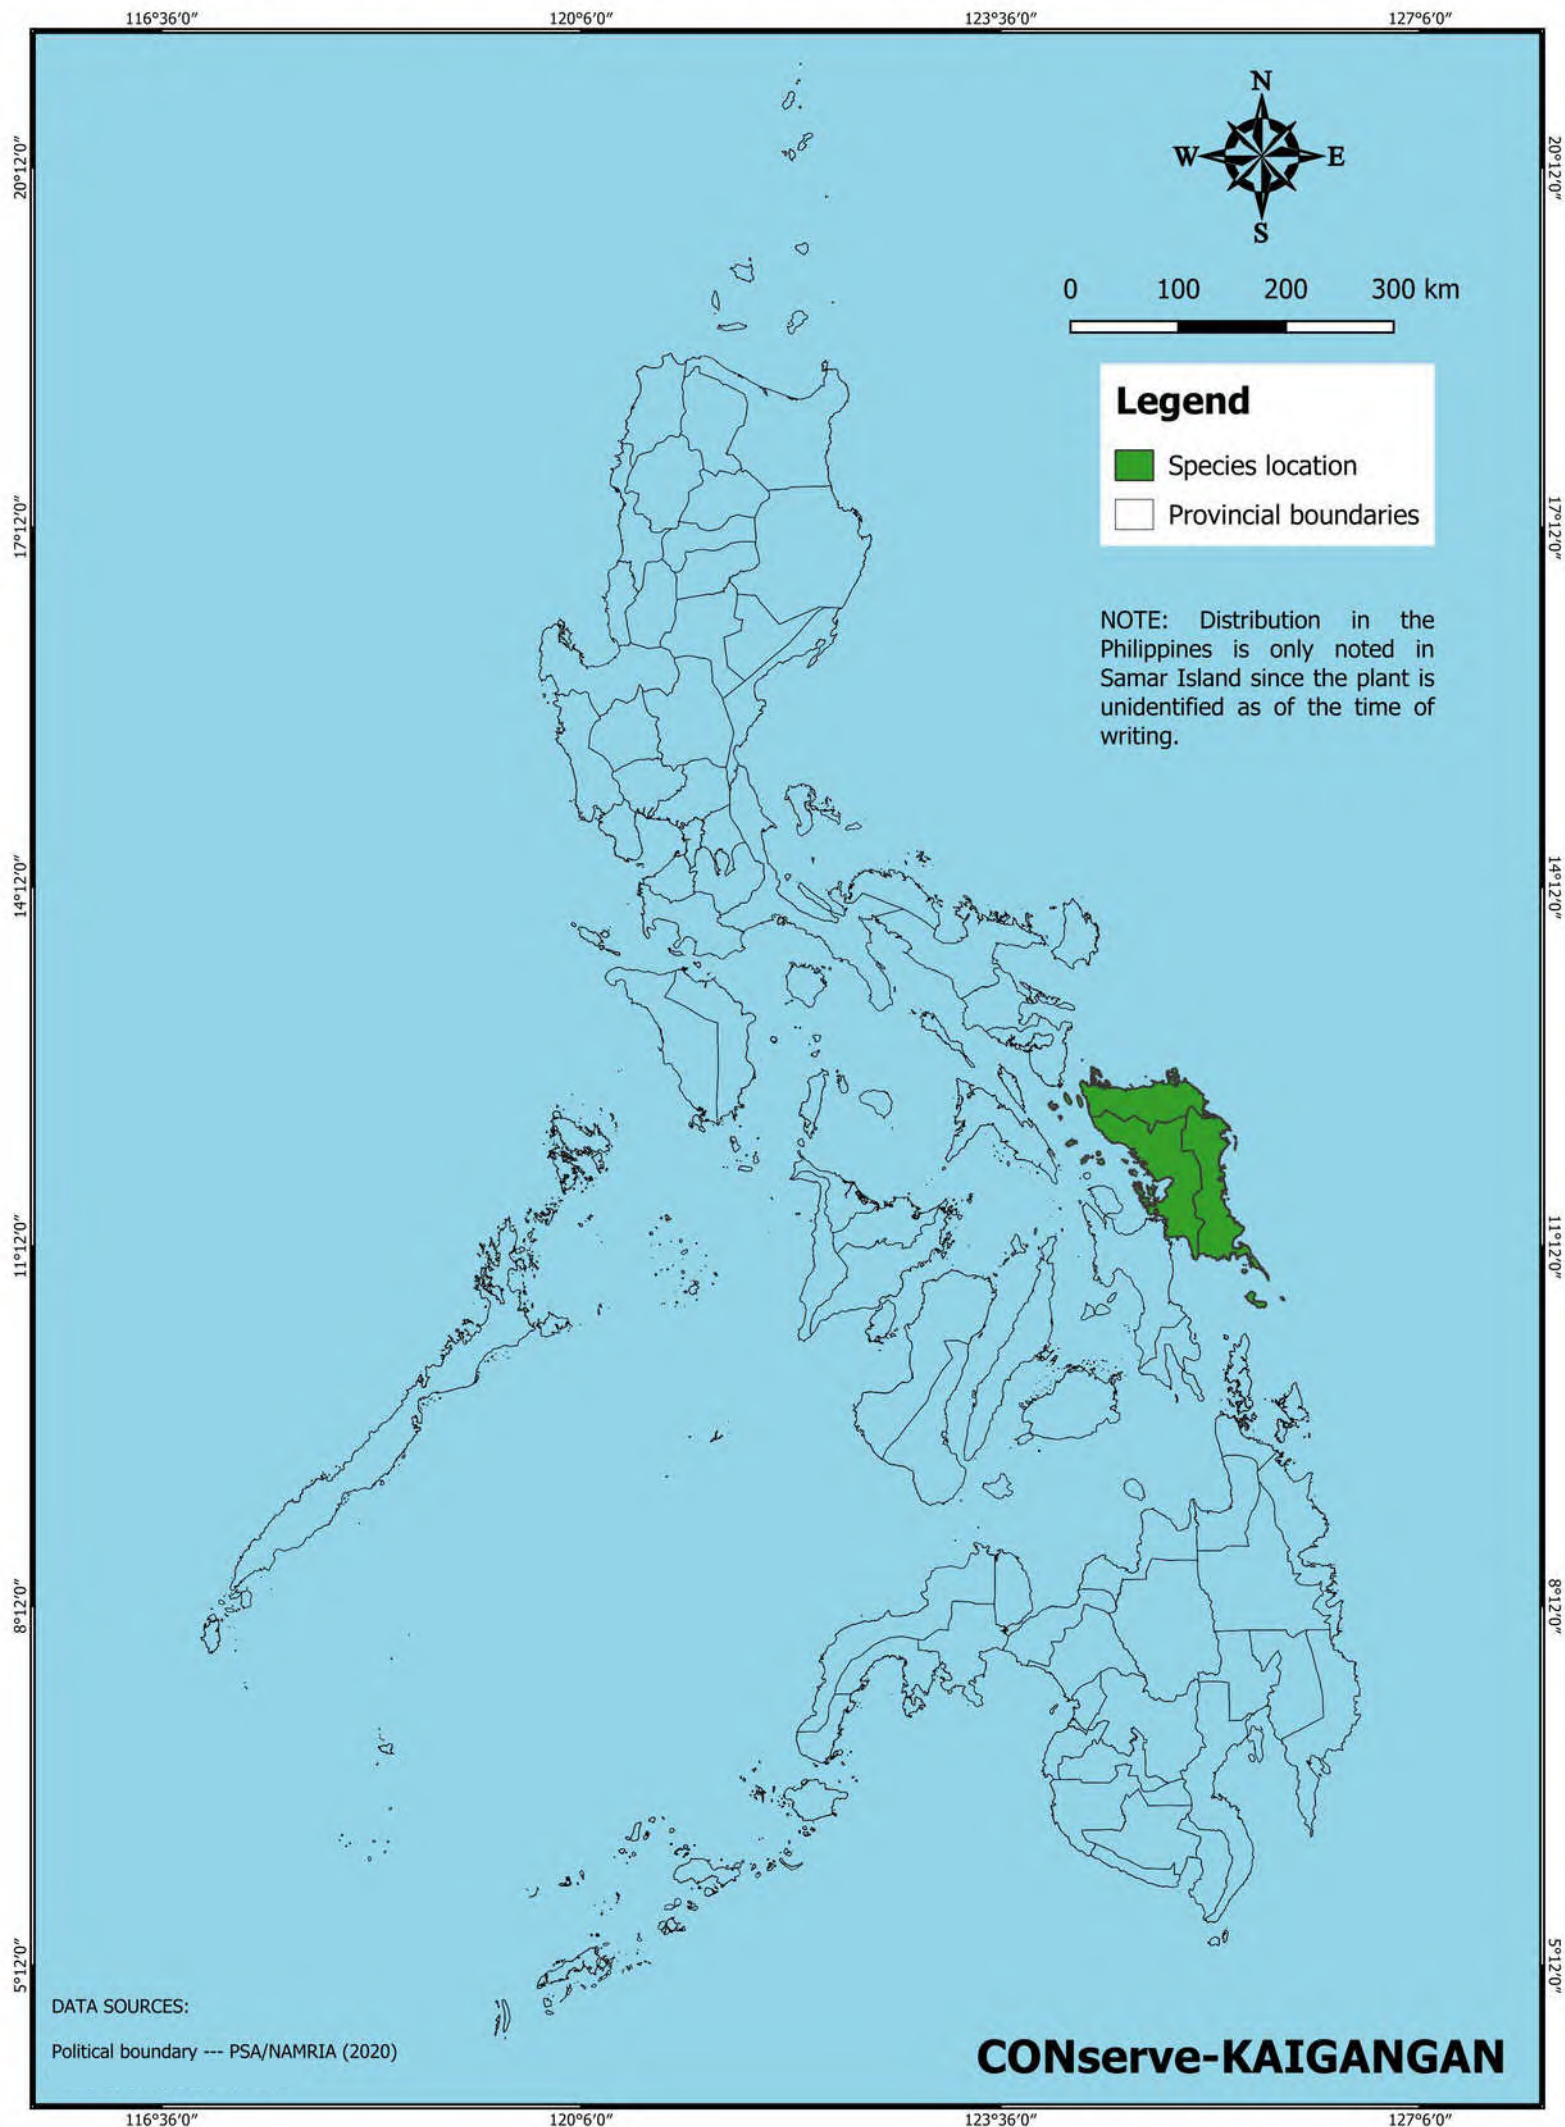 116°36′0″ 120°6′0″ 123°36′0″ 127°6′0″
N
W E
S
20°12′0″ 20°12′0″
0 100 200 300 km
Legend
Species location
Provincial boundaries
17°12′0″ 17°12′0″
NOTE: Distribution in the
Philippines is only noted in
Samar Island since the plant is
unidentified as of the time of
writing.
14°12′0″ 14°12′0″
11°12′0″ 11°12′0″
8°12′0″ 8°12′0″
5°12′0″ 5°12′0″
DATA SOURCES:
Political boundary --- PSA/NAMRIA (2020)
CONserve-KAIGANGAN
116°36′0″ 120°6′0″ 123°36′0″ 127°6′0″